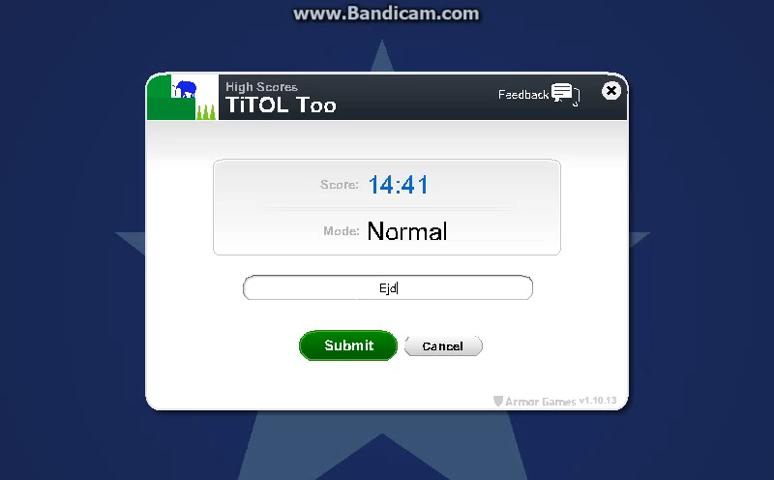 www.Bandicam.com
High Scores
TiTOL Too
Feedback
Score: 14:41
Mode: Normal
Ejd
Submit Cancel
Armor Games v1.10.13